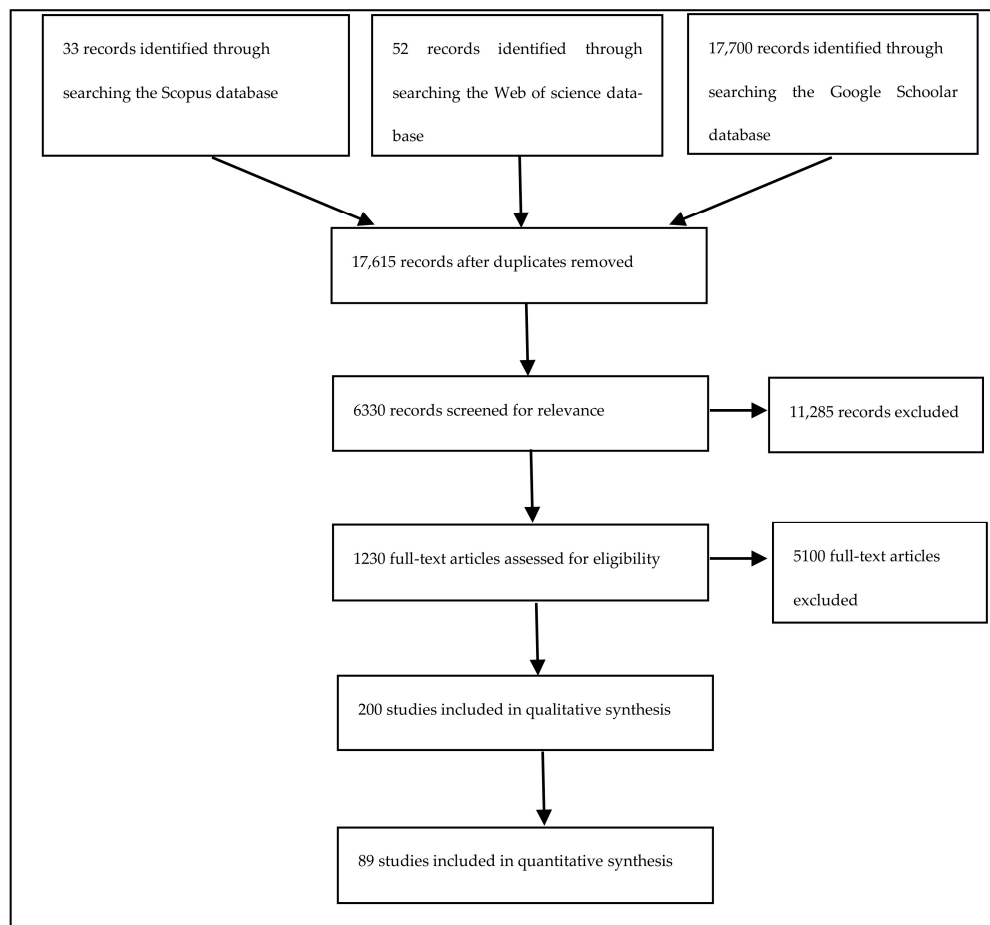 33 records identified through
searching the Scopus database
52 records identified through
searching the Web of science data-
base
17,700 records identified through
searching the Google Schoolar
database
17,615 records after duplicates removed
6330 records screened for relevance
11,285 records excluded
1230 full-text articles assessed for eligibility
5100 full-text articles
excluded
200 studies included in qualitative synthesis
89 studies included in quantitative synthesis